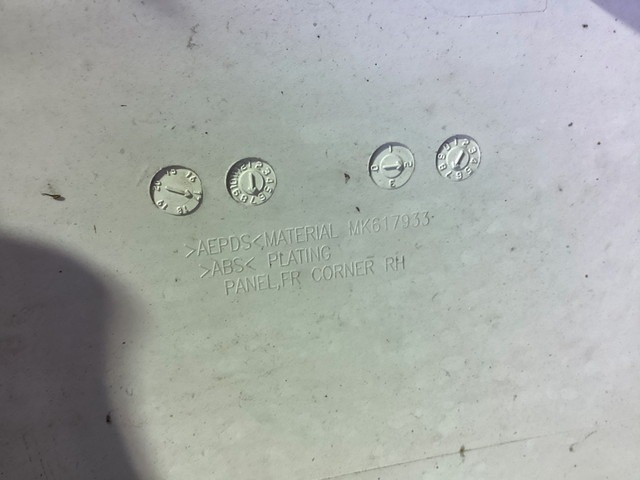 >AEPDS<MATERIAL MK617933
>ABS< PLATING
PANEL,FR CORNER RH